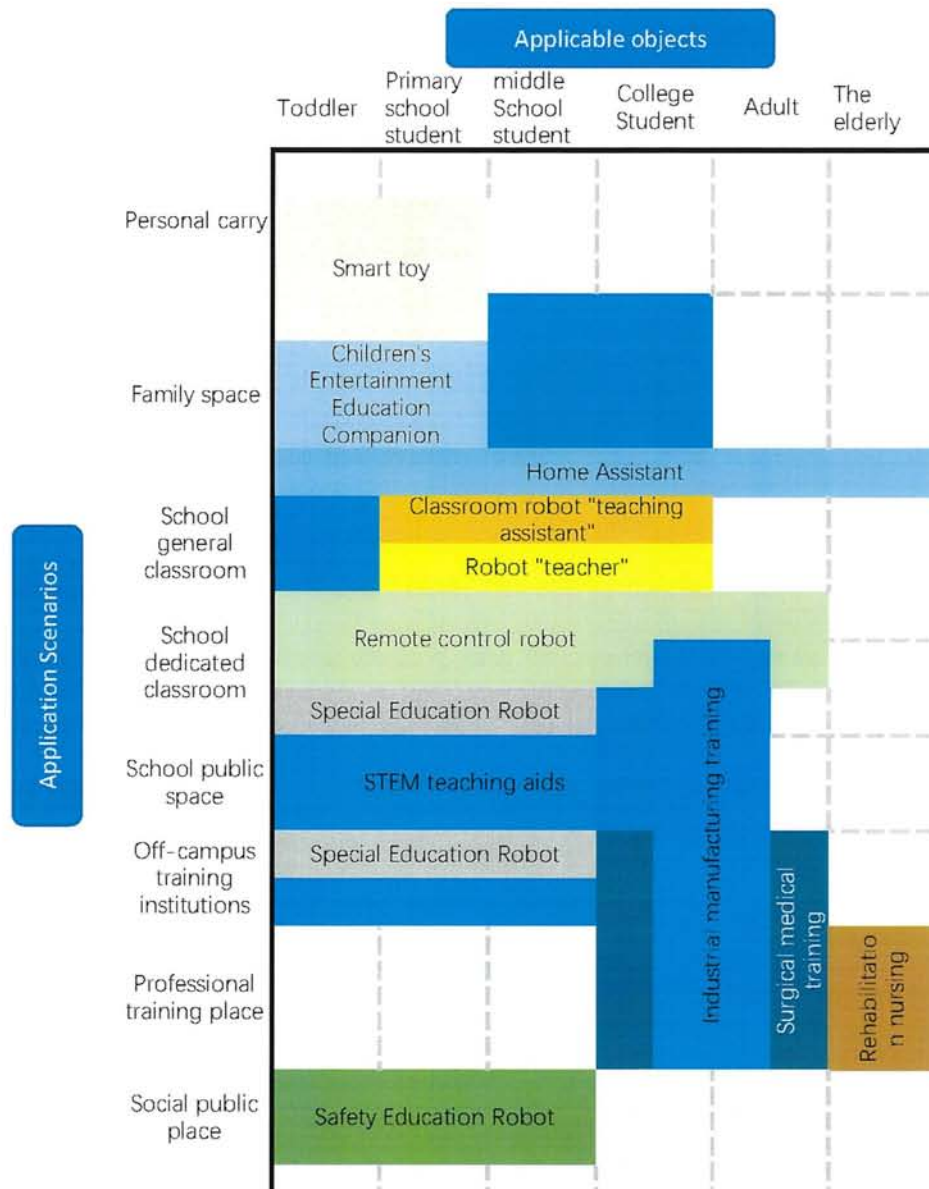 Applicable objects
Toddler
Primary
school
student
middle
School
student
College
Student
Adult
The
elderly
Application Scenarios
Personal carry
Smart toy
Family space
Children's
Entertainment
Education
Companion
Home Assistant
School
general
classroom
Classroom robot "teaching
assistant"
Robot "teacher"
School
dedicated
classroom
Remote control robot
Special Education Robot
School public
space
STEM teaching aids
Off-campus
training
institutions
Special Education Robot
Industrial manufacturing training
Surgical medical
training
Rehabilitatio
n nursing
Professional
training place
Social public
place
Safety Education Robot